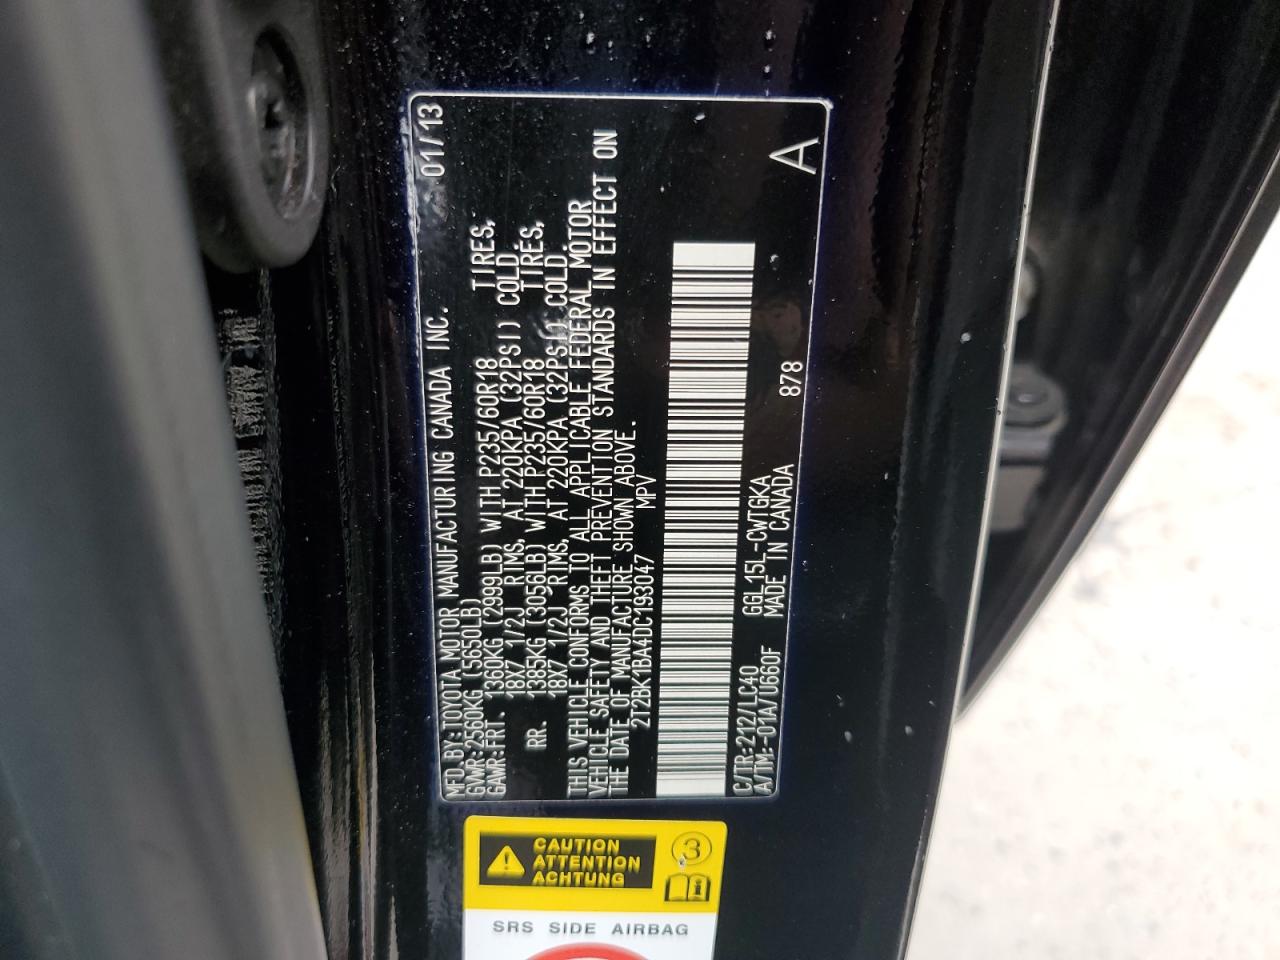 MFD. BY: TOYOTA MOTOR MANUFACTURING CANADA INC. 01/13
GVWR: 2560KG (5650LB)
GAWR: FRT. 1360KG (2999LB) WITH P235/60R18 TIRES,
18X7 1/2J RIMS, AT 220KPA (32PSI) COLD.
RR. 1385KG (3056LB) WITH P235/60R18 TIRES,
18X7 1/2J RIMS, AT 220KPA (32PSI) COLD.
THIS VEHICLE CONFORMS TO ALL APPLICABLE FEDERAL MOTOR
VEHICLE SAFETY AND THEFT PREVENTION STANDARDS IN EFFECT ON
THE DATE OF MANUFACTURE SHOWN ABOVE.
2T2BK1BA4DC193047 MPV
C/TR: 212/LC40 GGL15L-CWTGKA
A/TM: -01A/U660F MADE IN CANADA 878
A
CAUTION
ATTENTION
ACHTUNG
3
SRS SIDE AIRBAG